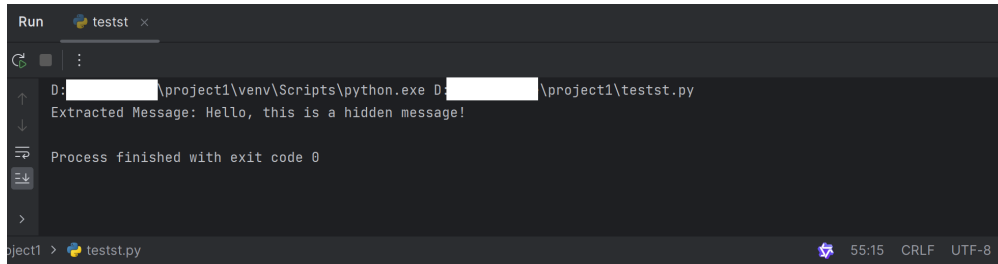 Run testst
D: \project1\venv\Scripts\python.exe D: \project1\testst.py
Extracted Message: Hello, this is a hidden message!
Process finished with exit code 0
oject1 > testst.py 55:15 CRLF UTF-8